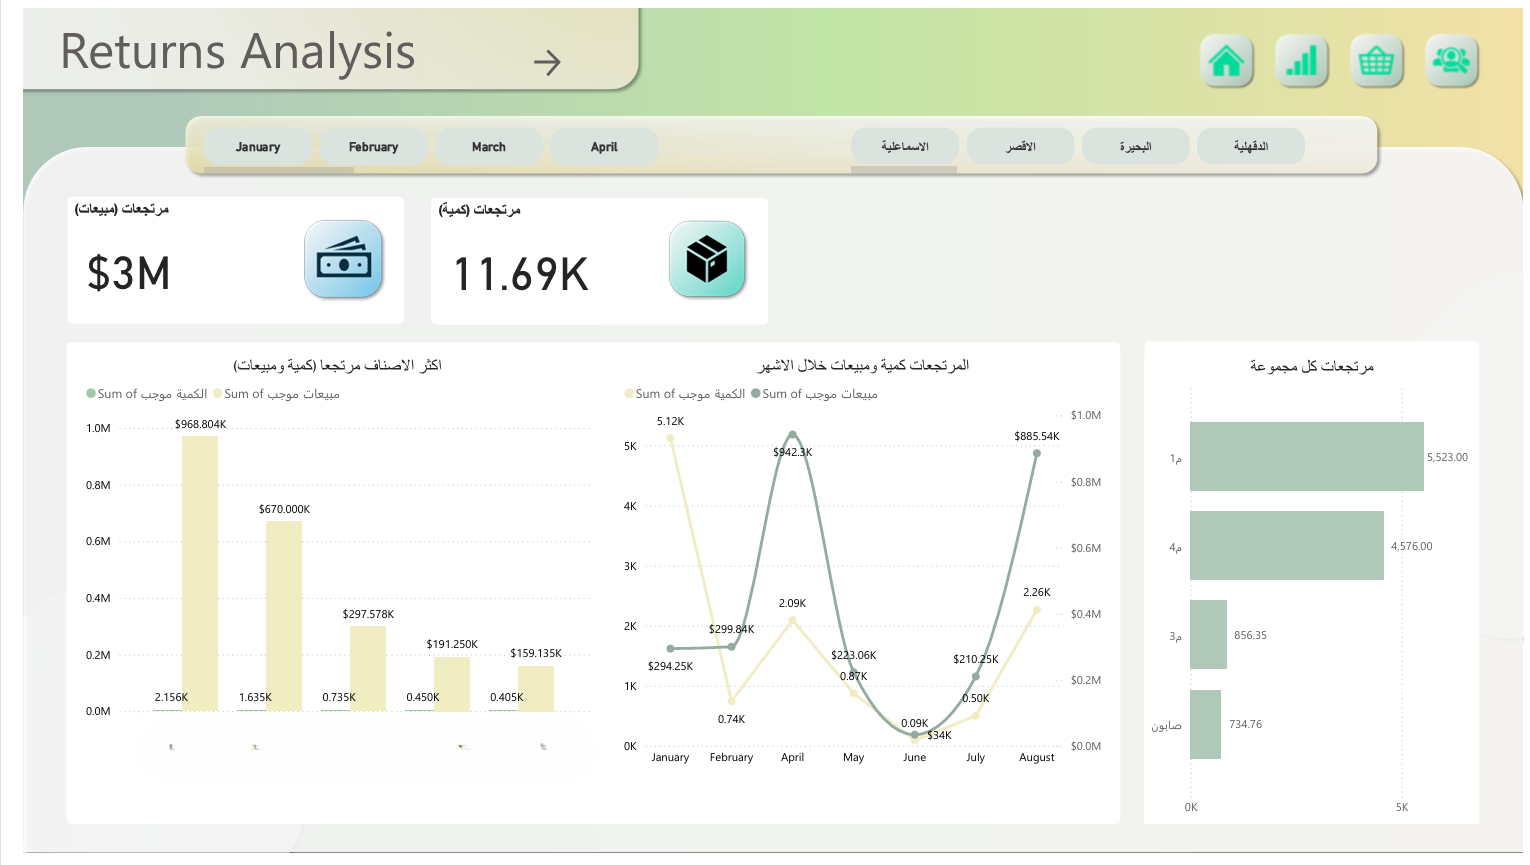 Returns Analysis
January
February
March
April
الاسماعلية
الاقصر
البحيرة
الدقهلية
مرتجعات (مبيعات)
$3M
مرتجعات (كمية)
11.69K
اكثر الاصناف مرتجعا (كمية ومبيعات)
Sum of الكمية موجب
Sum of مبيعات موجب
1.0M
0.8M
0.6M
0.4M
0.2M
0.0M
$968.804K
$670.000K
$297.578K
$191.250K
$159.135K
2.156K
1.635K
0.735K
0.450K
0.405K
المرتجعات كمية ومبيعات خلال الاشهر
Sum of الكمية موجب
Sum of مبيعات موجب
5K
4K
3K
2K
1K
0K
$1.0M
$0.8M
$0.6M
$0.4M
$0.2M
$0.0M
5.12K
0.74K
2.09K
0.87K
0.09K
0.50K
2.26K
$294.25K
$299.84K
$942.3K
$223.06K
$34K
$210.25K
$885.54K
January
February
April
May
June
July
August
مرتجعات كل مجموعة
م1
5,523.00
م4
4,576.00
م3
856.35
صابون
734.76
0K
5K